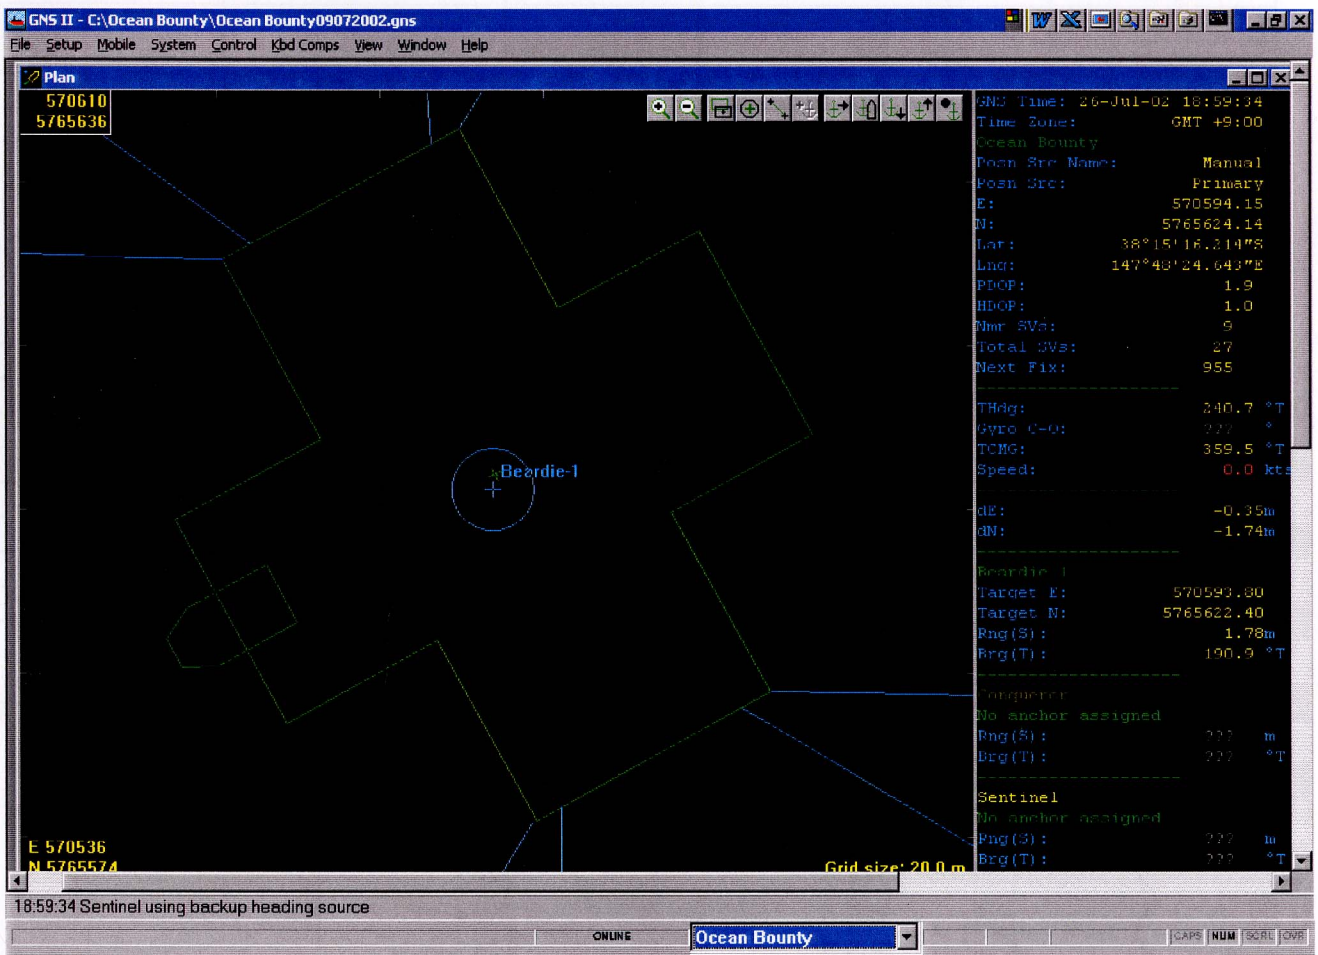 GNS II - C:\Ocean Bounty\Ocean Bounty09072002.gns
File Setup Mobile System Control Kbd Comps View Window Help
Plan
570610
5765636
Beardie-1
E 570536
N 5765574
Grid size: 20.0 m
GNS Time: 26-Jul-02 18:59:34
Time Zone: GMT +9:00
Ocean Bounty
Posn Src Name: Manual
Posn Src: Primary
E: 570594.15
N: 5765624.14
Lat: 38°15'16.214"S
Lng: 147°48'24.643"E
PDOP: 1.9
HDOP: 1.0
Nmr SVs: 9
Total SVs: 27
Next Fix: 955
--------------------
THdg: 240.7 °T
Gyro C-O: ??? °
TCMG: 359.5 °T
Speed: 0.0 kts
--------------------
dE: -0.35m
dN: -1.74m
--------------------
Beardie 1
Target E: 570593.80
Target N: 5765622.40
Rng(S): 1.78m
Brg(T): 190.9 °T
--------------------
Conqueror
No anchor assigned
Rng(S): ??? m
Brg(T): ??? °T
--------------------
Sentinel
No anchor assigned
Rng(S): ??? m
Brg(T): ??? °T
18:59:34 Sentinel using backup heading source
ONLINE
Ocean Bounty
CAPS NUM SCRL OVR